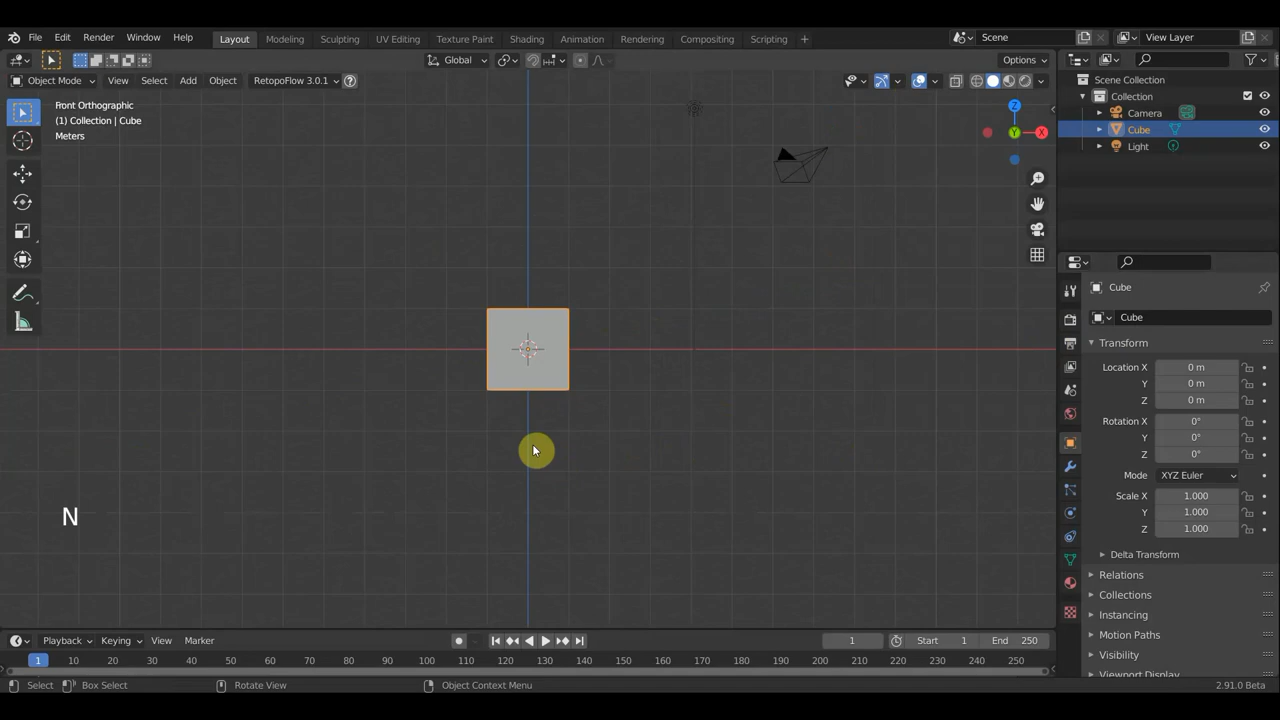 File Edit Render Window Help Layout Modeling Sculpting UV Editing Texture Paint Shading Animation Rendering Compositing Scripting + Scene View Layer
Global Options
Object Mode View Select Add Object RetopoFlow 3.0.1 ?
Front Orthographic
(1) Collection | Cube
Meters
Z
Y
X
Scene Collection
Collection
Camera
Cube
Light
Cube
Cube
Transform
Location X 0 m
Y 0 m
Z 0 m
Rotation X 0°
Y 0°
Z 0°
Mode XYZ Euler
Scale X 1.000
Y 1.000
Z 1.000
Delta Transform
Relations
Collections
Instancing
Motion Paths
Visibility
Viewport Display
N
Playback Keying View Marker 1 Start 1 End 250
1 10 20 30 40 50 60 70 80 90 100 110 120 130 140 150 160 170 180 190 200 210 220 230 240 250
Select Box Select Rotate View Object Context Menu 2.91.0 Beta